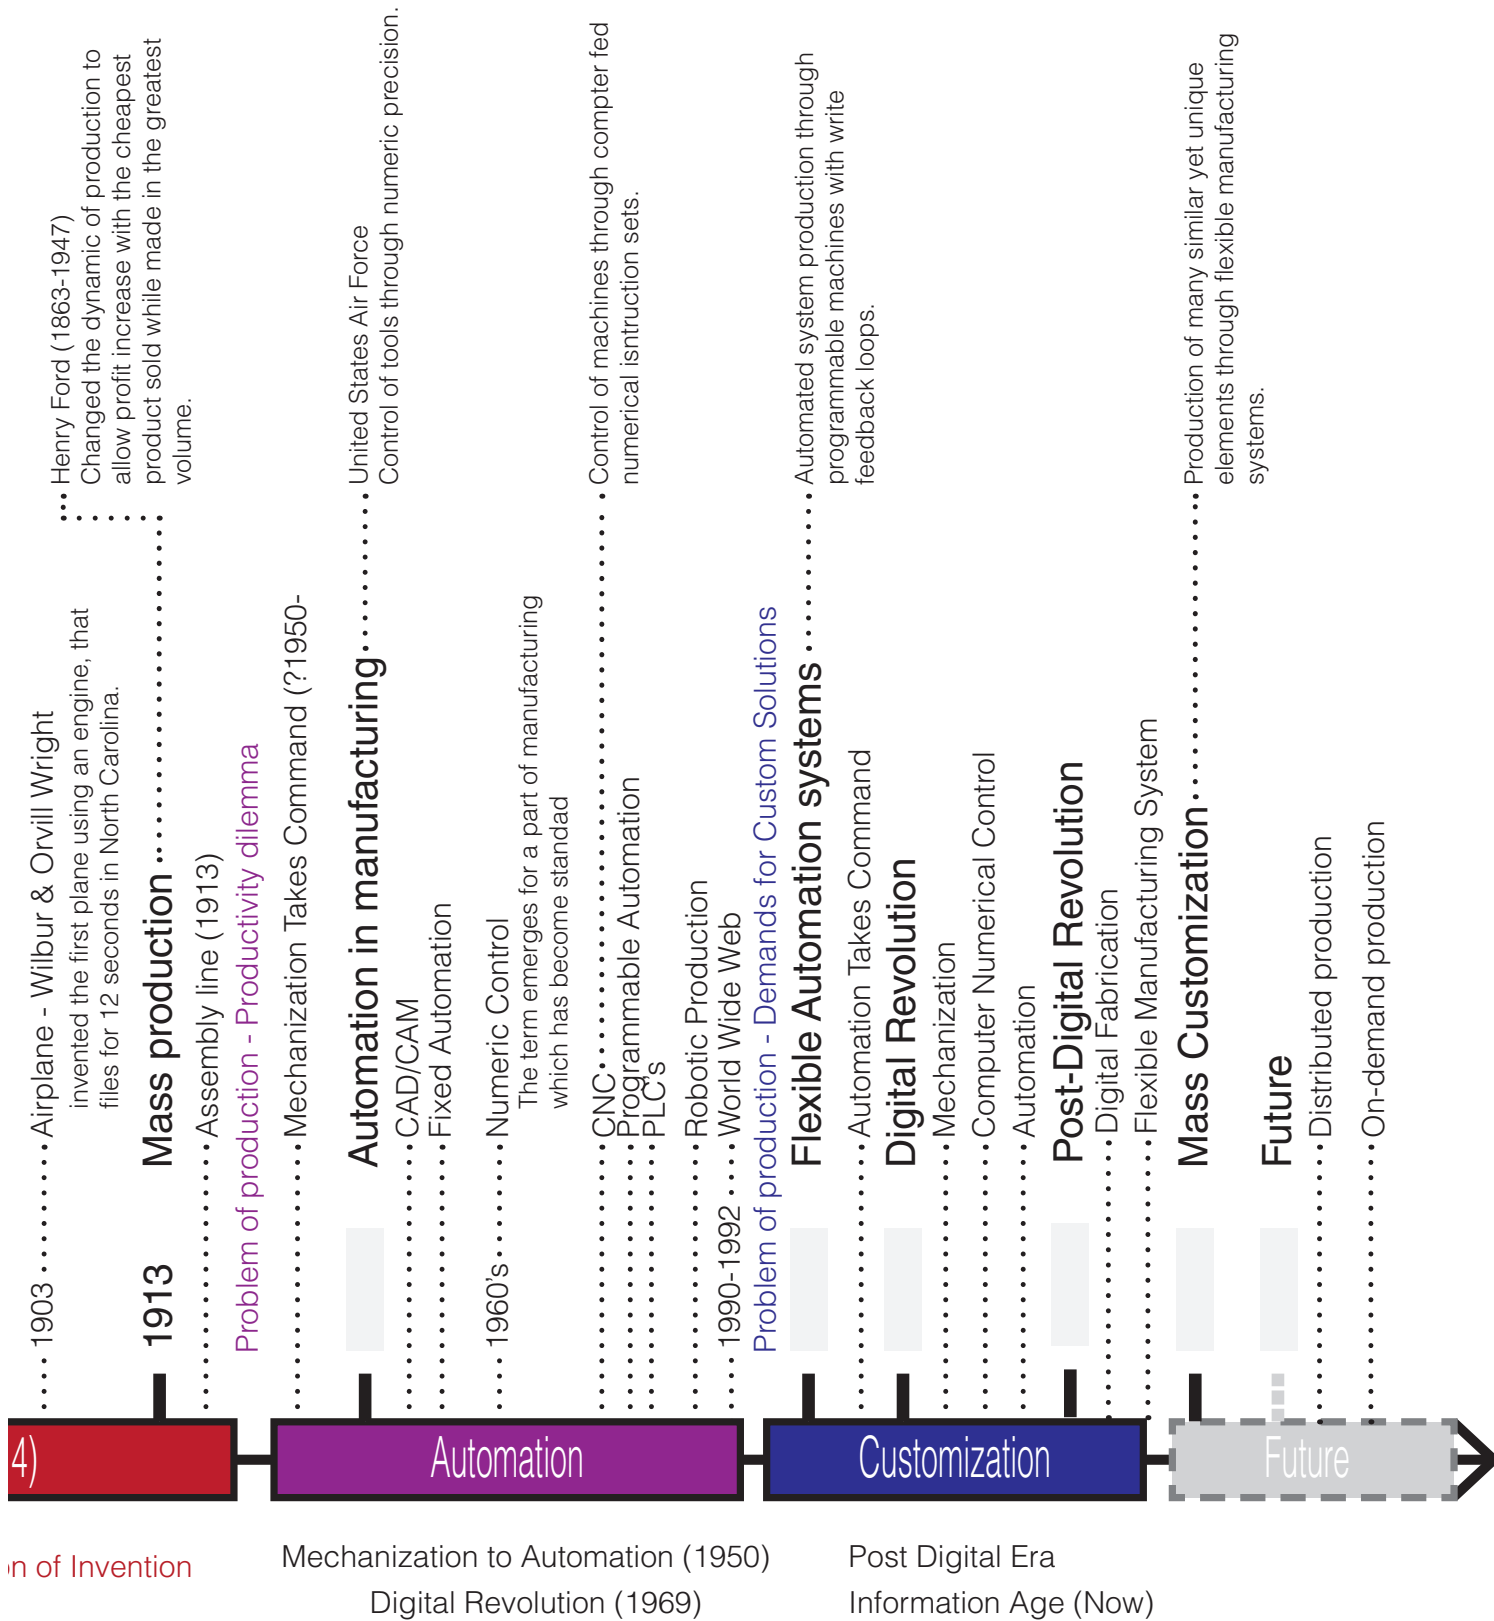 1903
Airplane - Wilbur & Orvill Wright
invented the first plane using an engine, that
files for 12 seconds in North Carolina.
1913
Mass production
Henry Ford (1863-1947)
Changed the dynamic of production to
allow profit increase with the cheapest
product sold while made in the greatest
volume.
Assembly line (1913)
Problem of production - Productivity dilemma
Mechanization Takes Command (?1950-
Automation in manufacturing
United States Air Force
Control of tools through numeric precision.
CAD/CAM
Fixed Automation
1960's
Numeric Control
The term emerges for a part of manufacturing
which has become standad
CNC
Control of machines through compter fed
numerical isntruction sets.
Programmable Automation
PLC's
Robotic Production
1990-1992
World Wide Web
Problem of production - Demands for Custom Solutions
Flexible Automation systems
Automated system production through
programmable machines with write
feedback loops.
Automation Takes Command
Digital Revolution
Mechanization
Computer Numerical Control
Automation
Post-Digital Revolution
Digital Fabrication
Flexible Manufacturing System
Mass Customization
Production of many similar yet unique
elements through flexible manufacturing
systems.
Future
Distributed production
On-demand production
4)
Automation
Customization
Future
on of Invention
Mechanization to Automation (1950)
Digital Revolution (1969)
Post Digital Era
Information Age (Now)